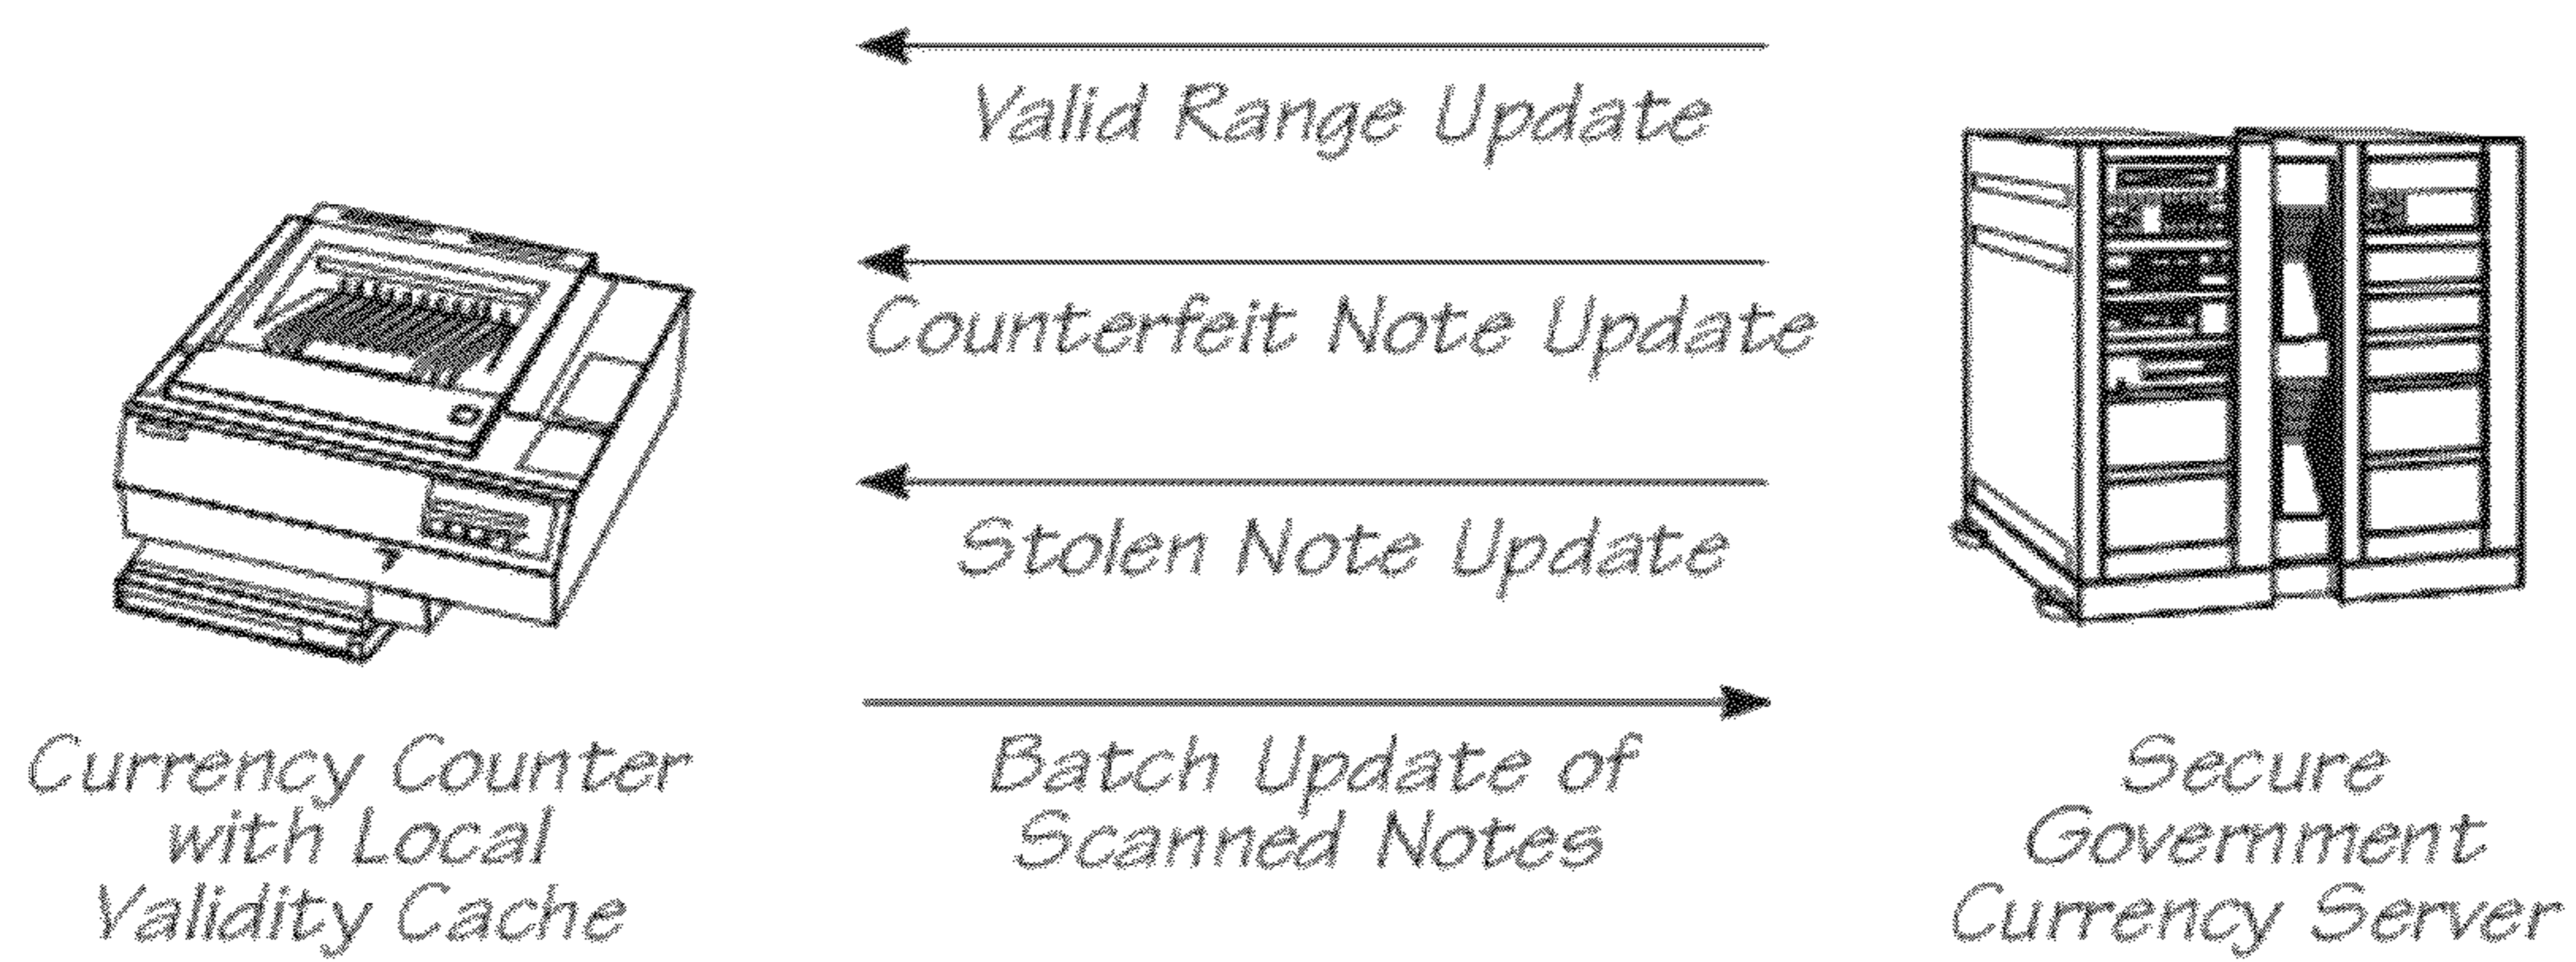 Valid Range Update
Counterfeit Note Update
Stolen Note Update
Batch Update of
Scanned Notes
Currency Counter
with Local
Validity Cache
Secure
Government
Currency Server